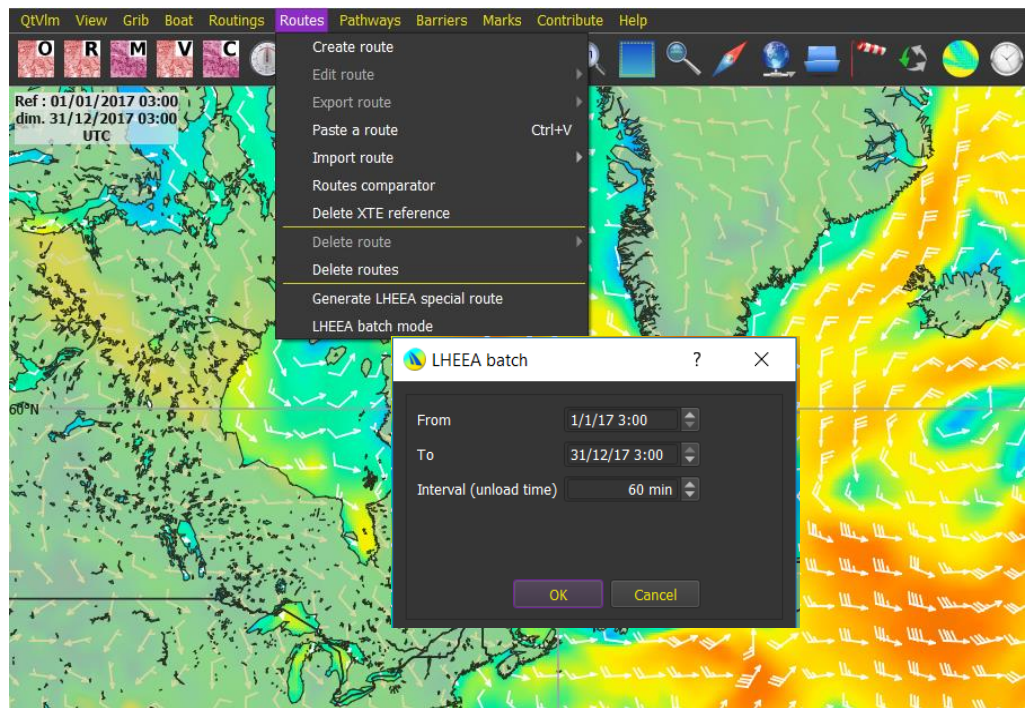 QtVlm View Grib Boat Routings Routes Pathways Barriers Marks Contribute Help
O R M V C
Ref : 01/01/2017 03:00
dim. 31/12/2017 03:00
UTC
Create route
Edit route
Export route
Paste a route Ctrl+V
Import route
Routes comparator
Delete XTE reference
Delete route
Delete routes
Generate LHEEA special route
LHEEA batch mode
LHEEA batch ?
60°N
From 1/1/17 3:00
To 31/12/17 3:00
Interval (unload time) 60 min
OK Cancel